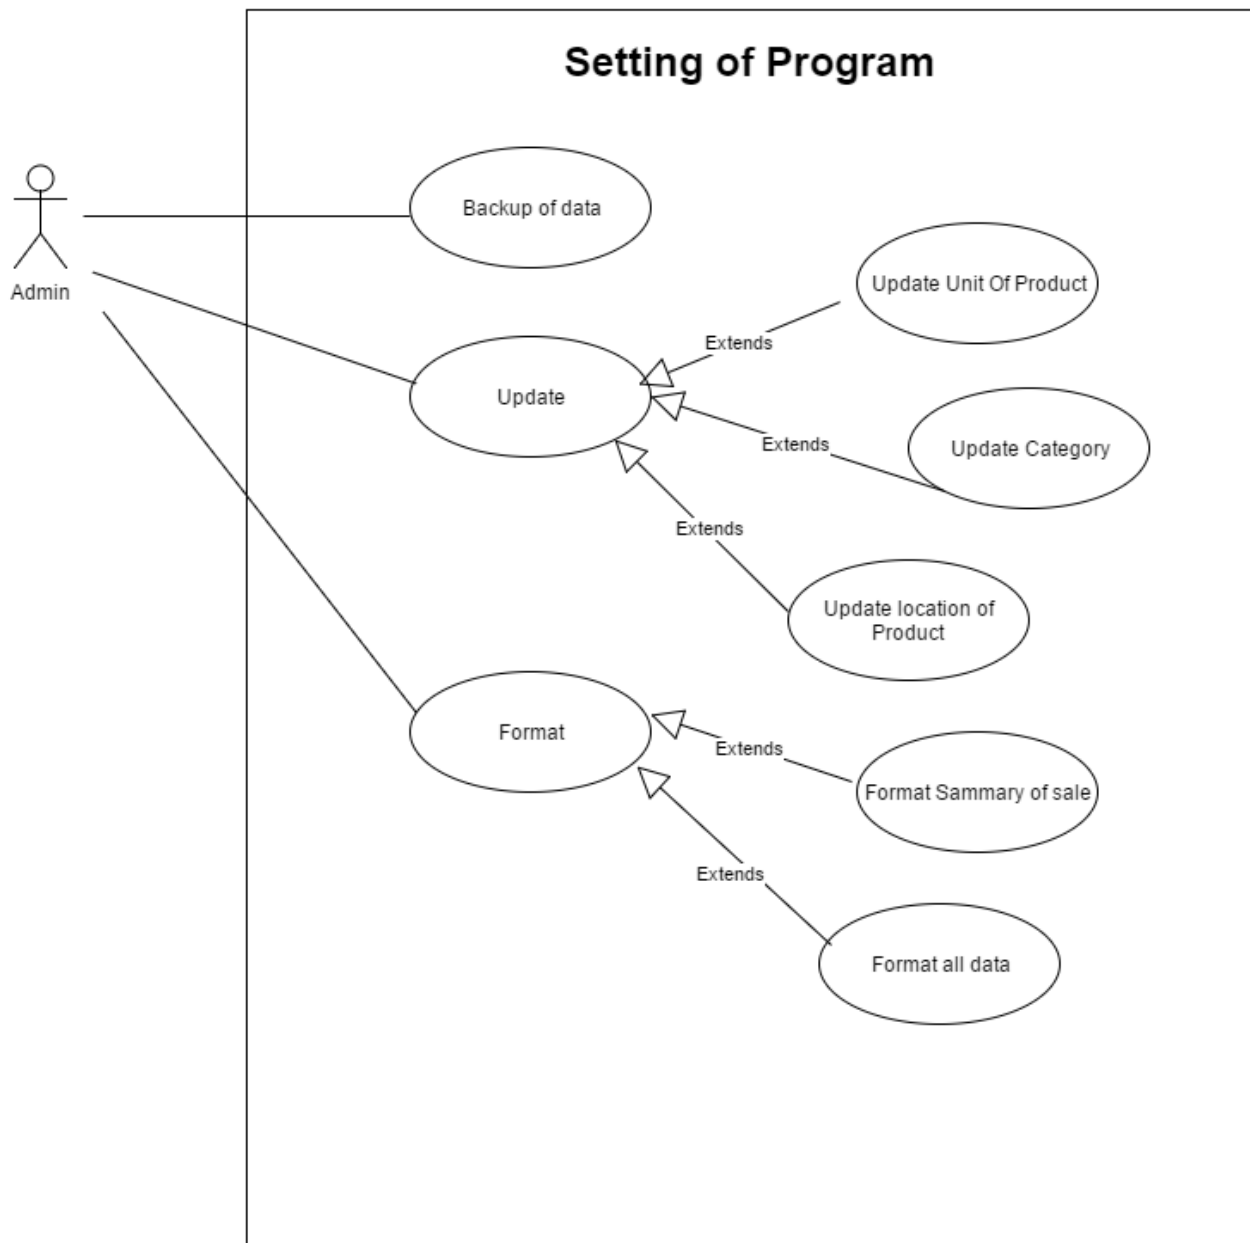 Setting of Program
Backup of data
Admin
Update Unit Of Product
Extends
Update
Extends
Update Category
Extends
Update location of
Product
Format
Extends
Format Sammary of sale
Extends
Format all data